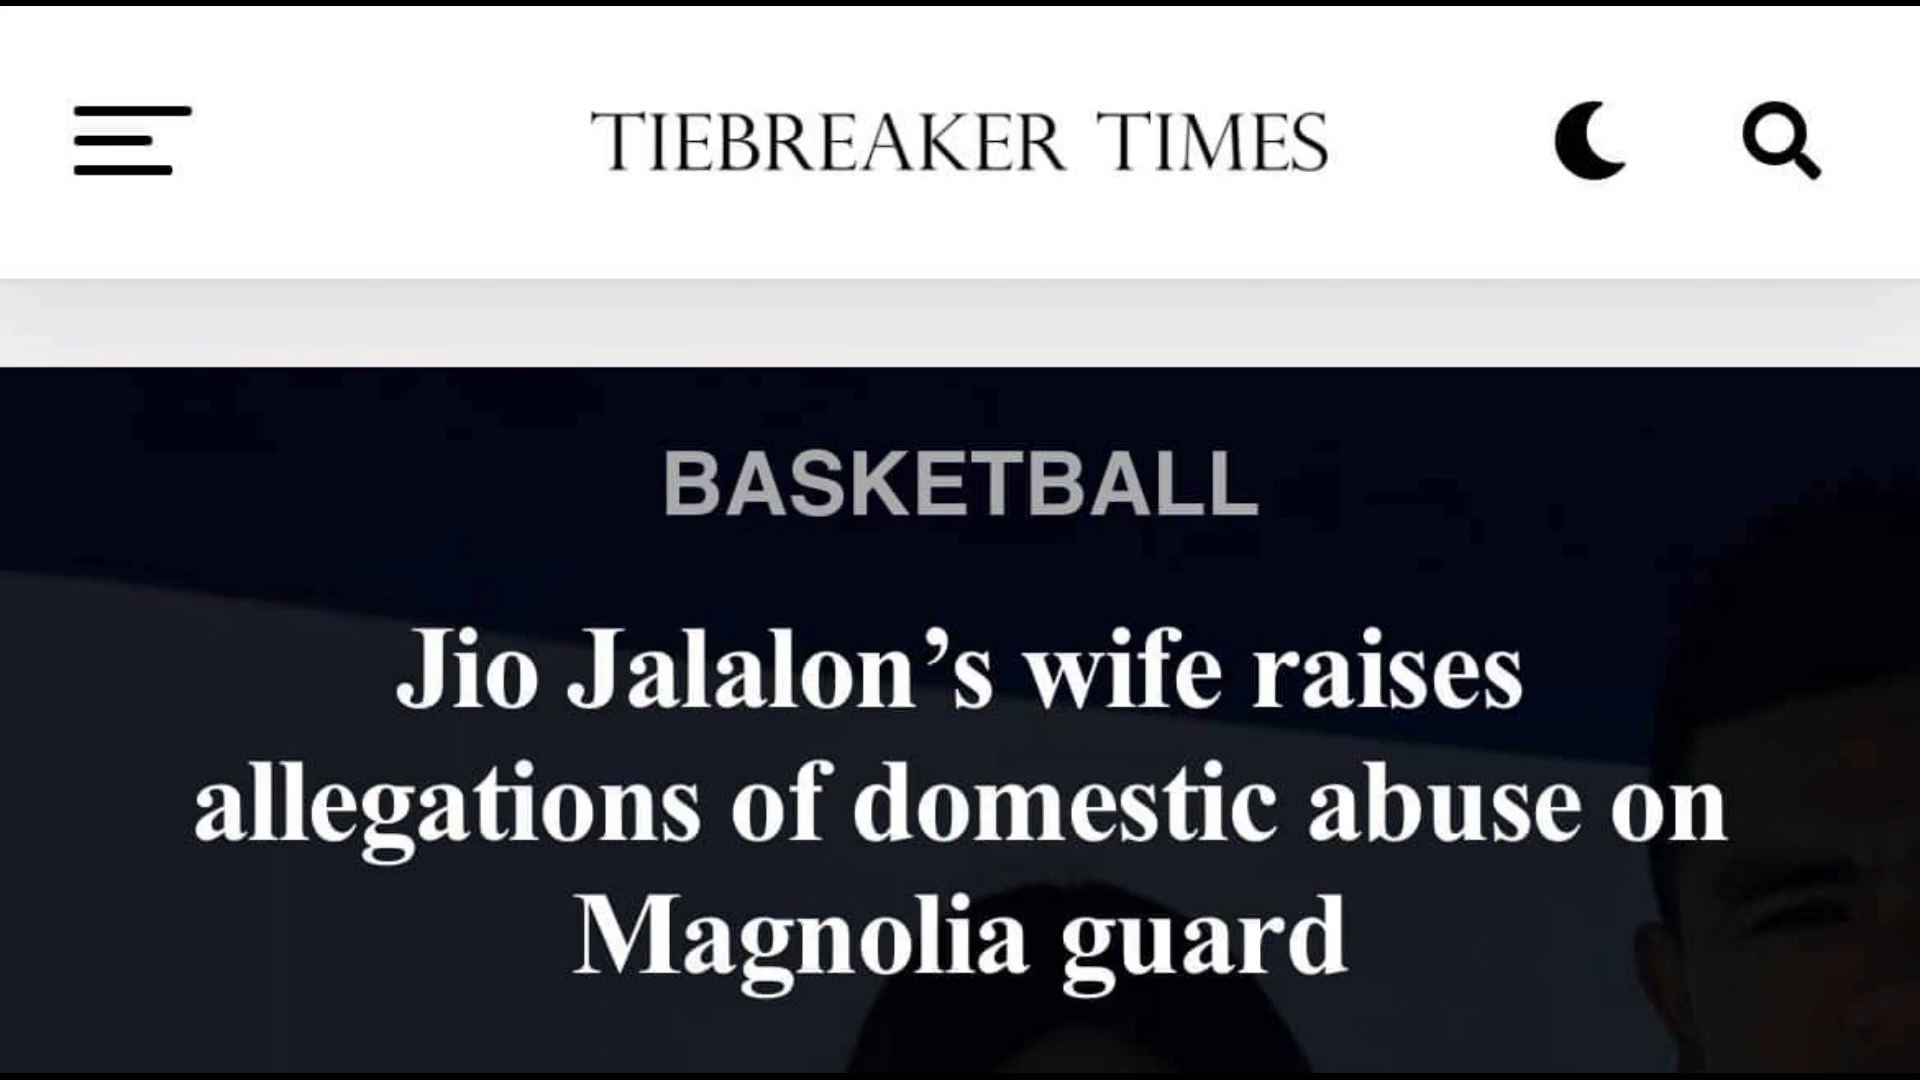 TIEBREAKER TIMES
BASKETBALL
Jio Jalalon’s wife raises
allegations of domestic abuse on
Magnolia guard